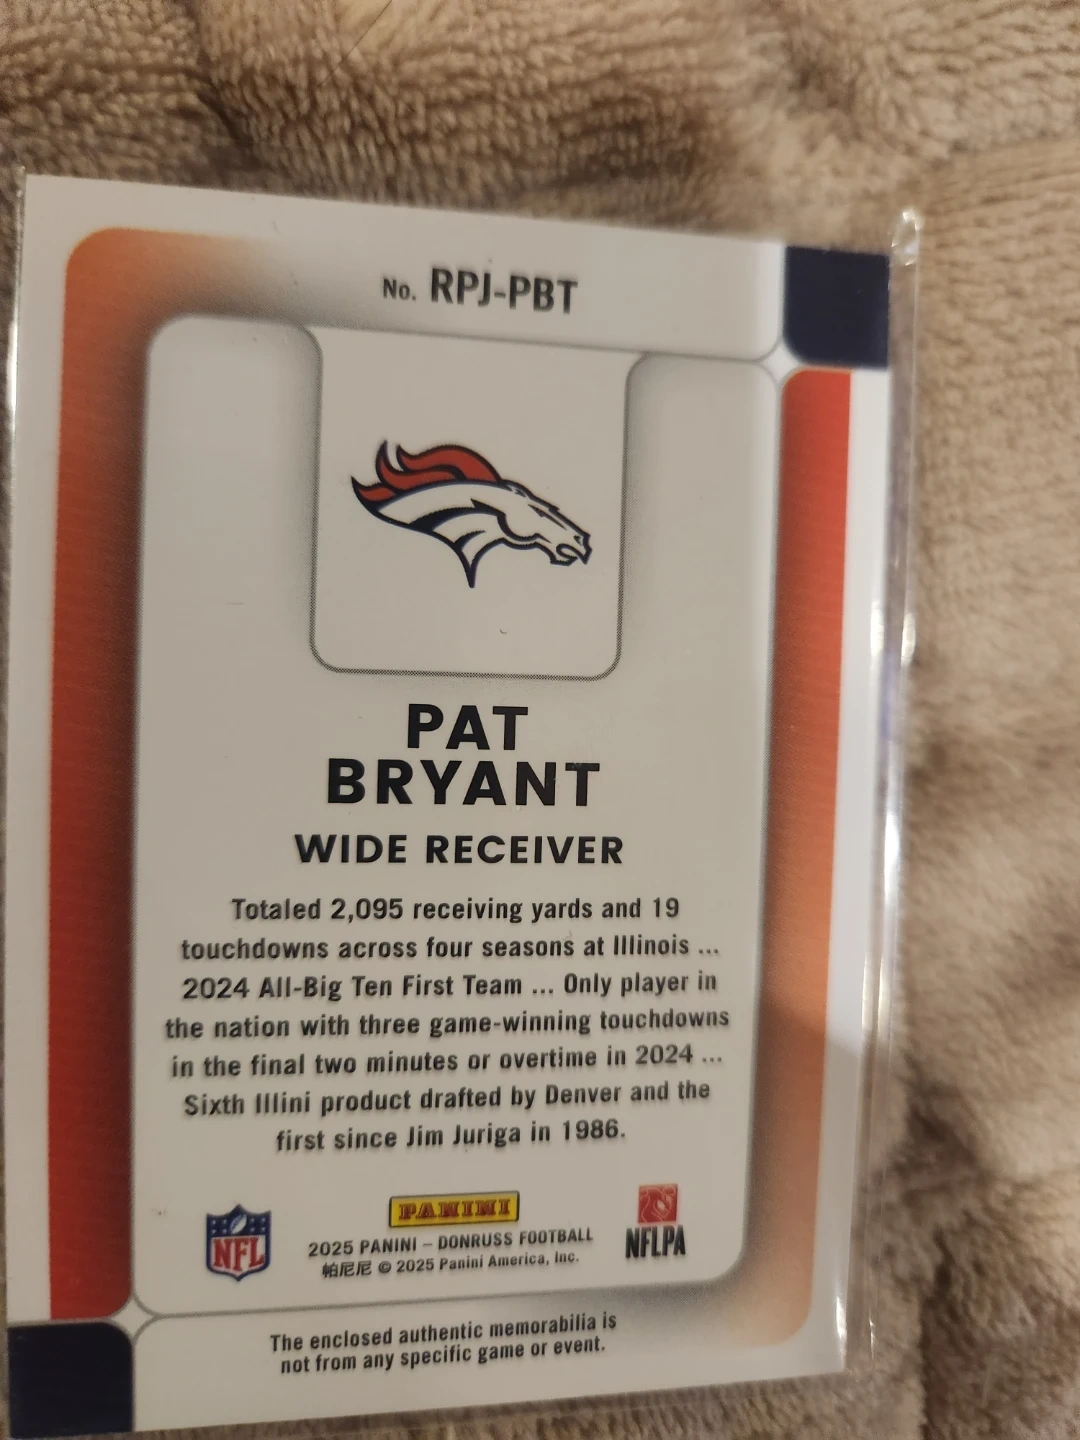 No. RPJ-PBT
PAT
BRYANT
WIDE RECEIVER
Totaled 2,095 receiving yards and 19
touchdowns across four seasons at Illinois ...
2024 All-Big Ten First Team ... Only player in
the nation with three game-winning touchdowns
in the final two minutes or overtime in 2024 ...
Sixth Illini product drafted by Denver and the
first since Jim Juriga in 1986.
NFL
PANINI
2025 PANINI – DONRUSS FOOTBALL
帕尼尼 © 2025 Panini America, Inc.
NFLPA
The enclosed authentic memorabilia is
not from any specific game or event.